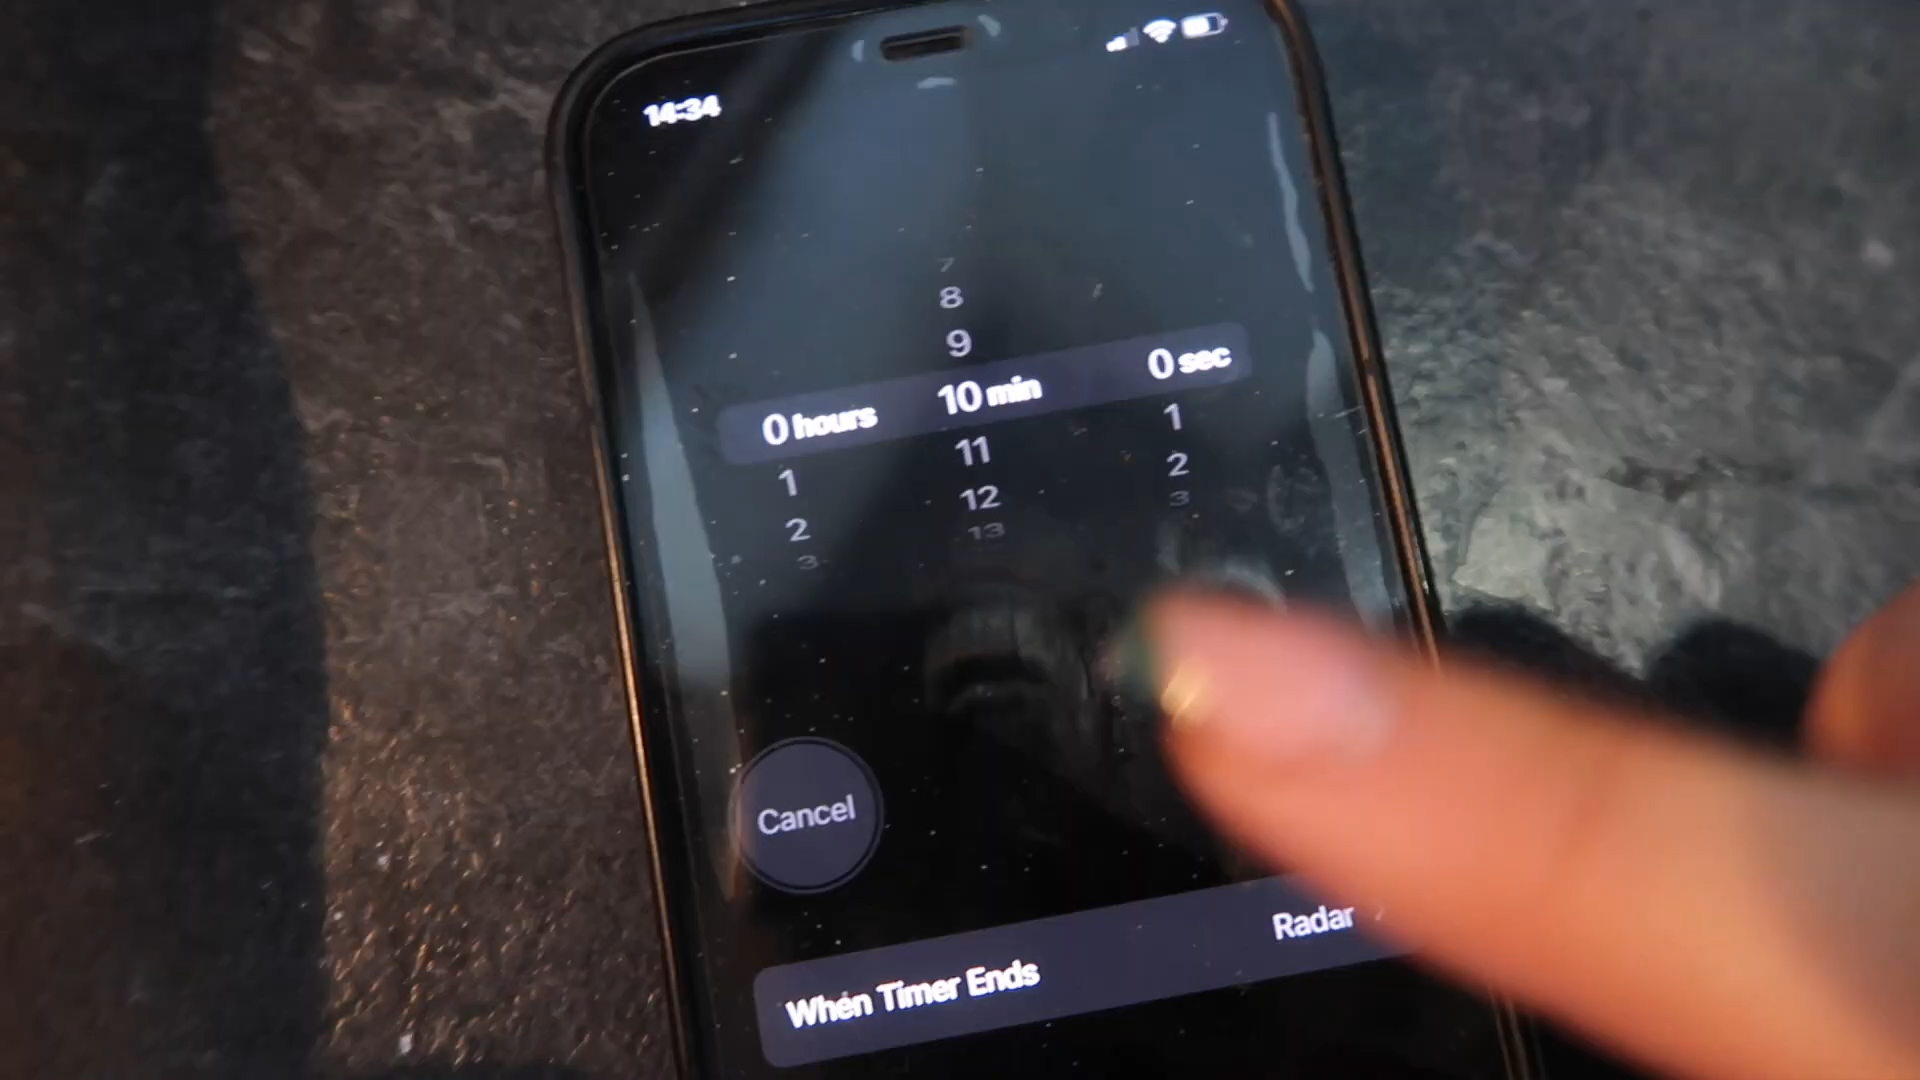 14:34
7
8
9
0 hours 10 min 0 sec
1 11 1
2 12 2
3 13 3
Cancel
When Timer Ends Radar